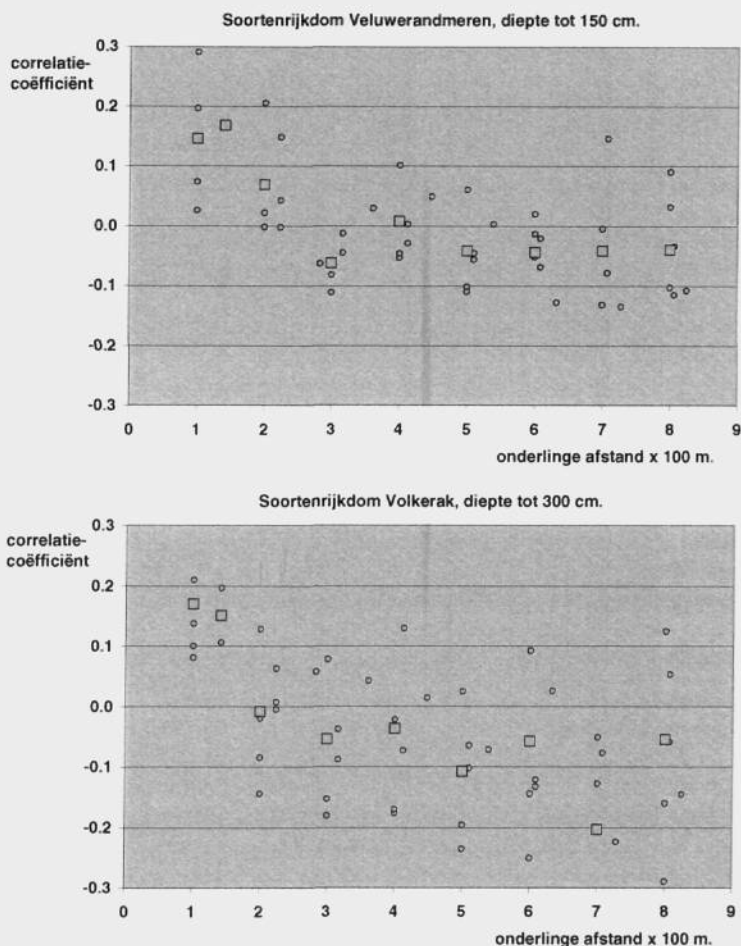 Soortenrijkdom Veluwerandmeren, diepte tot 150 cm.
correlatie-
coëfficiënt
0.3
0.2
0.1
0.0
-0.1
-0.2
-0.3
0 1 2 3 4 5 6 7 8 9
onderlinge afstand x 100 m.
Soortenrijkdom Volkerak, diepte tot 300 cm.
correlatie-
coëfficiënt
0.3
0.2
0.1
0.0
-0.1
-0.2
-0.3
0 1 2 3 4 5 6 7 8 9
onderlinge afstand x 100 m.